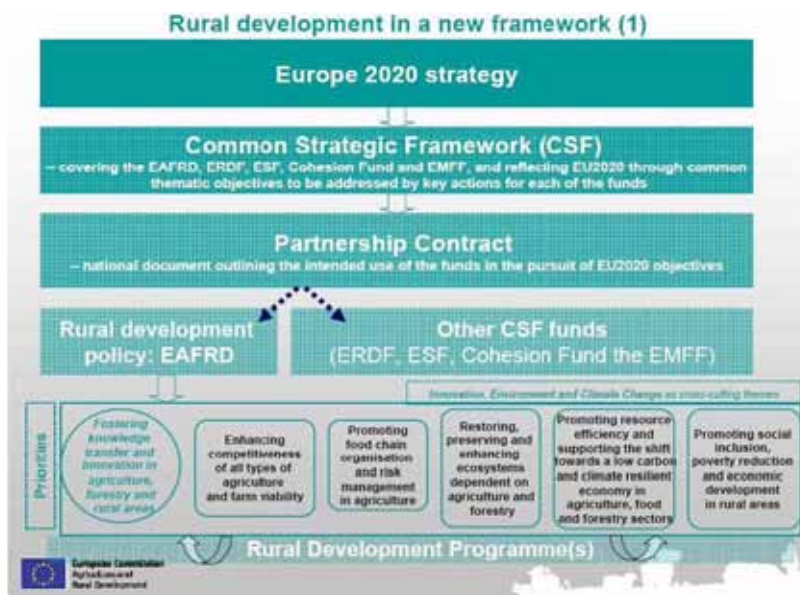 Rural development in a new framework (1)
Europe 2020 strategy
Common Strategic Framework (CSF)
– covering the EAFRD, ERDF, ESF, Cohesion Fund and EMFF, and reflecting EU2020 through common
thematic objectives to be addressed by key actions for each of the funds
Partnership Contract
– national document outlining the intended use of the funds in the pursuit of EU2020 objectives
Rural development
policy: EAFRD
Other CSF funds
(ERDF, ESF, Cohesion Fund the EMFF)
Innovation, Environment and Climate Change as cross-cutting themes
Priorities
Fostering
knowledge
transfer and
innovation in
agriculture,
forestry and
rural areas
Enhancing
competitiveness
of all types of
agriculture
and farm viability
Promoting
food chain
organisation
and risk
management
in agriculture
Restoring,
preserving and
enhancing
ecosystems
dependent on
agriculture and
forestry
Promoting resource
efficiency and
supporting the shift
towards a low carbon
and climate resilient
economy in
agriculture, food
and forestry sectors
Promoting social
inclusion,
poverty reduction
and economic
development
in rural areas
Rural Development Programme(s)
European Commission
Agriculture and
Rural Development